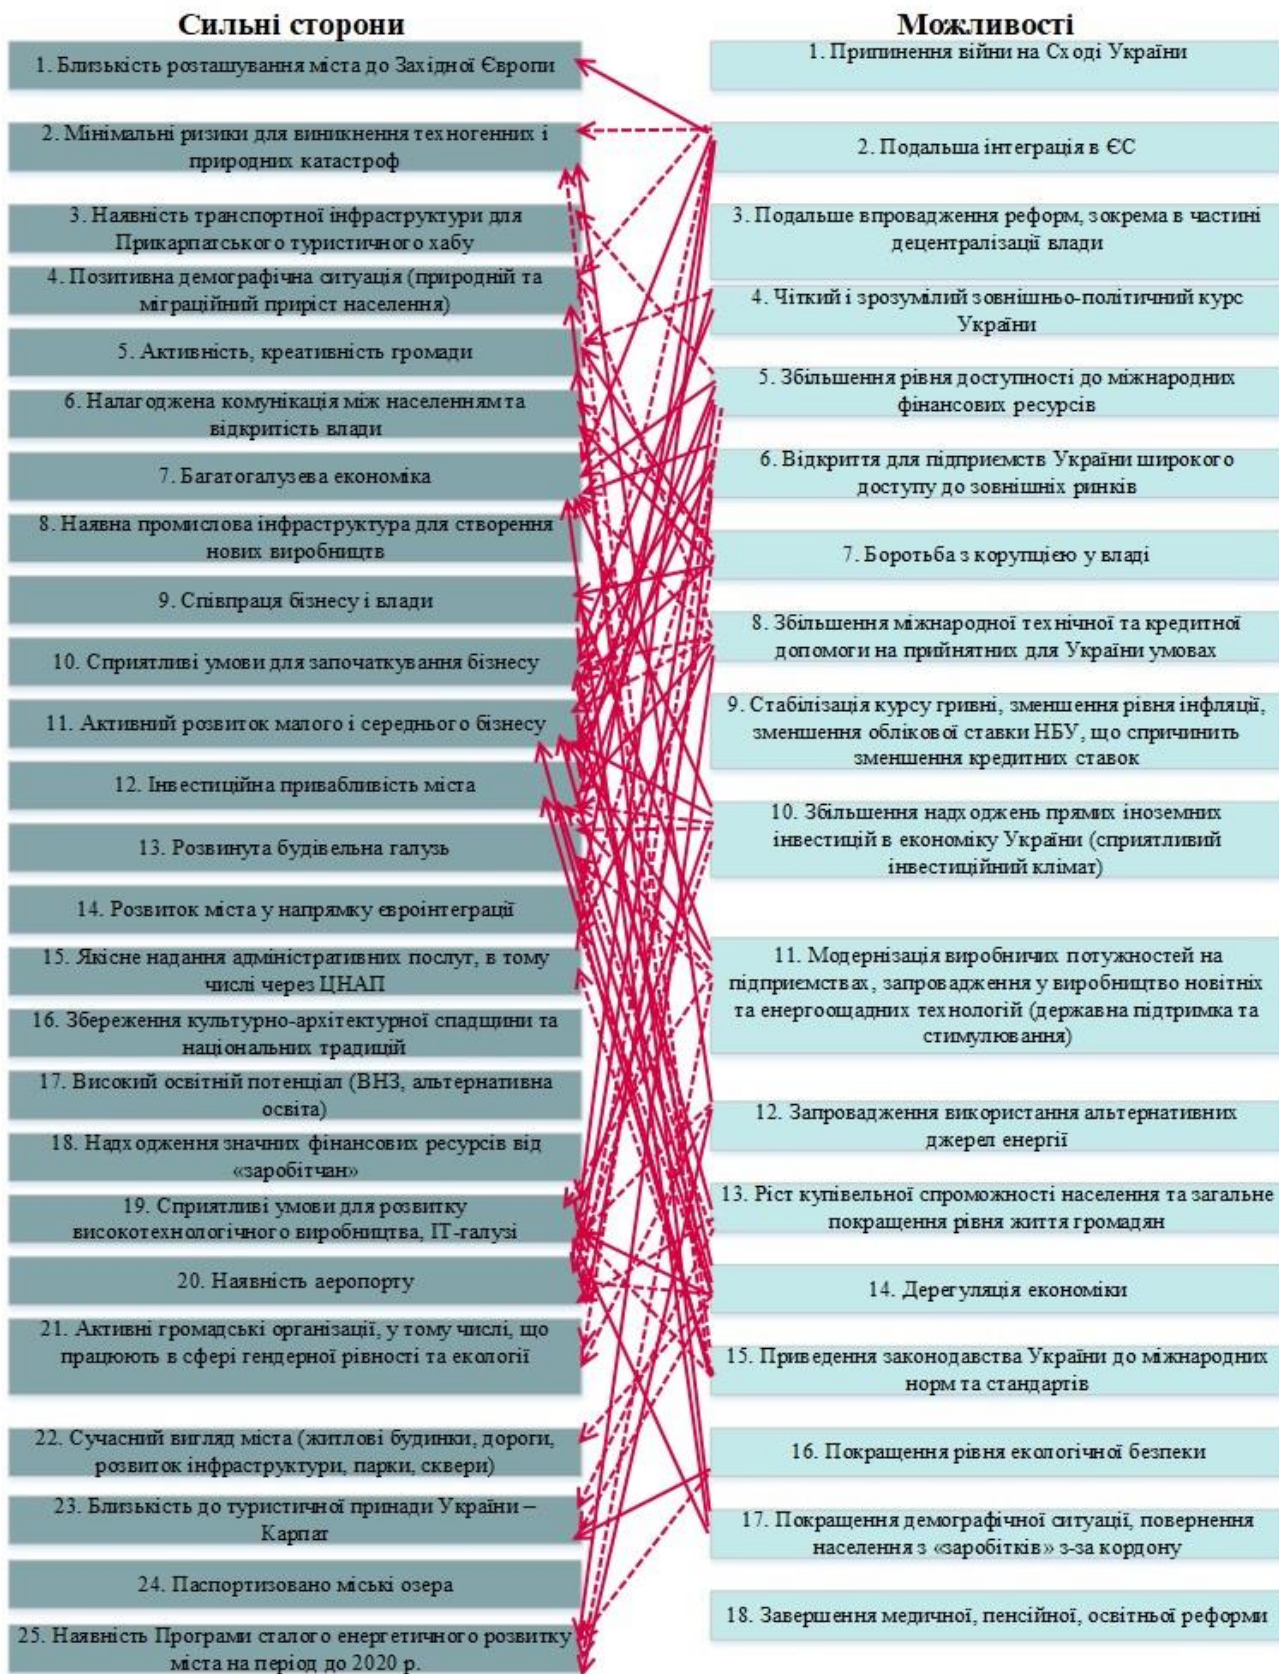 Сильні сторони
1. Близькість розташування міста до Західної Європи
2. Мінімальні ризики для виникнення техногенних і
природних катастроф
3. Наявність транспортної інфраструктури для
Прикарпатського туристичного хабу
4. Позитивна демографічна ситуація (природній та
міграційний приріст населення)
5. Активність, креативність громади
6. Налагоджена комунікація між населенням та
відкритість влади
7. Багатогалузева економіка
8. Наявна промислова інфраструктура для створення
нових виробництв
9. Співпраця бізнесу і влади
10. Сприятливі умови для започаткування бізнесу
11. Активний розвиток малого і середнього бізнесу
12. Інвестиційна привабливість міста
13. Розвинута будівельна галузь
14. Розвиток міста у напрямку євроінтеграції
15. Якісне надання адміністративних послуг, в тому
числі через ЦНАП
16. Збереження культурно-архітектурної спадщини та
національних традицій
17. Високий освітній потенціал (ВНЗ, альтернативна
освіта)
18. Надходження значних фінансових ресурсів від
«заробітчан»
19. Сприятливі умови для розвитку
високотехнологічного виробництва, ІТ-галузі
20. Наявність аеропорту
21. Активні громадські організації, у тому числі, що
працюють в сфері гендерної рівності та екології
22. Сучасний вигляд міста (житлові будинки, дороги,
розвиток інфраструктури, парки, сквери)
23. Близькість до туристичної принади України –
Карпат
24. Паспортизовано міські озера
25. Наявність Програми сталого енергетичного розвитку
міста на період до 2020 р.
Можливості
1. Припинення війни на Сході України
2. Подальша інтеграція в ЄС
3. Подальше впровадження реформ, зокрема в частині
децентралізації влади
4. Чіткий і зрозумілий зовнішньо-політичний курс
України
5. Збільшення рівня доступності до міжнародних
фінансових ресурсів
6. Відкриття для підприємств України широкого
доступу до зовнішніх ринків
7. Боротьба з корупцією у владі
8. Збільшення міжнародної технічної та кредитної
допомоги на прийнятних для України умовах
9. Стабілізація курсу гривні, зменшення рівня інфляції,
зменшення облікової ставки НБУ, що спричинить
зменшення кредитних ставок
10. Збільшення надходжень прямих іноземних
інвестицій в економіку України (сприятливий
інвестиційний клімат)
11. Модернізація виробничих потужностей на
підприємствах, запровадження у виробництво новітніх
та енергоощадних технологій (державна підтримка та
стимулювання)
12. Запровадження використання альтернативних
джерел енергії
13. Ріст купівельної спроможності населення та загальне
покращення рівня життя громадян
14. Дерегуляція економіки
15. Приведення законодавства України до міжнародних
норм та стандартів
16. Покращення рівня екологічної безпеки
17. Покращення демографічної ситуації, повернення
населення з «заробітків» з-за кордону
18. Завершення медичної, пенсійної, освітньої реформи